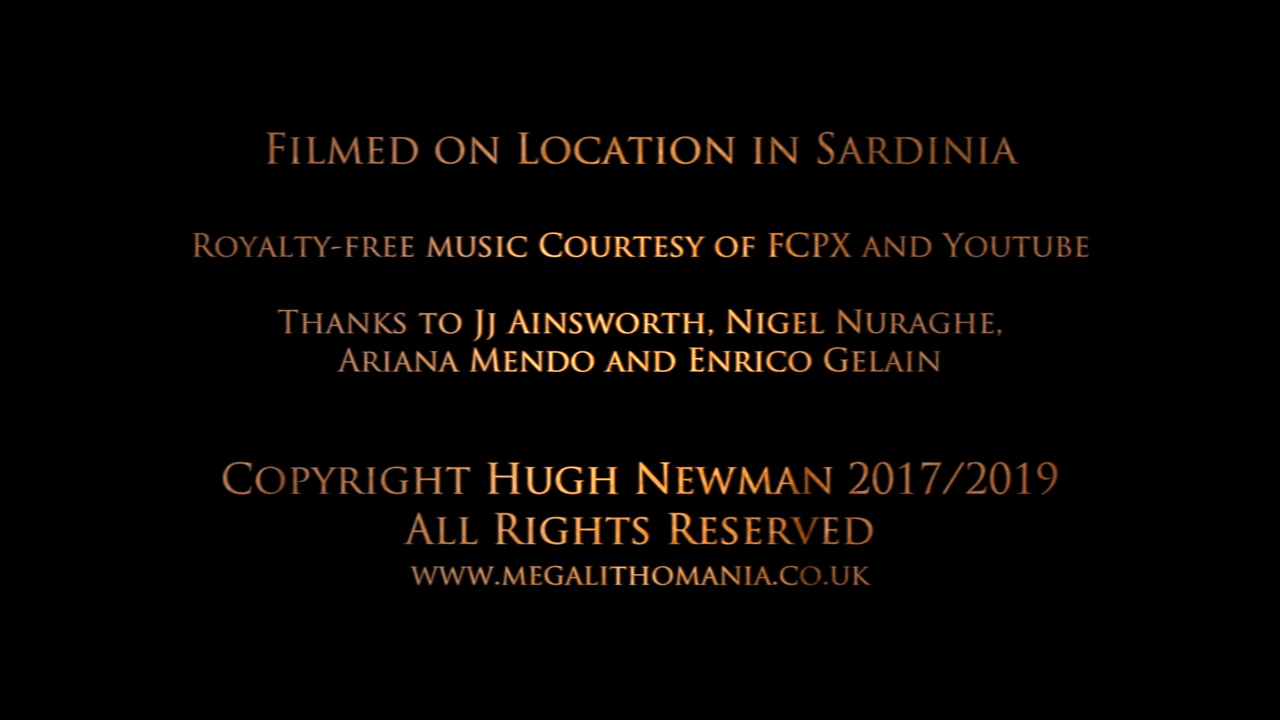 Filmed on Location in Sardinia
Royalty-free music Courtesy of FCPX and Youtube
Thanks to Jj Ainsworth, Nigel Nuraghe,
Ariana Mendo and Enrico Gelain
Copyright Hugh Newman 2017/2019
All Rights Reserved
www.megalithomania.co.uk